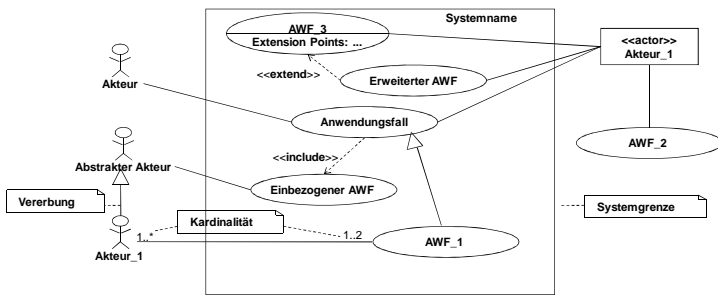 Systemname
AWF_3
Extension Points: ...
<<actor>>
Akteur_1
<<extend>>
Erweiterter AWF
Akteur
Anwendungsfall
AWF_2
<<include>>
Abstrakter Akteur
Einbezogener AWF
Vererbung
Systemgrenze
Kardinalität
1..*
1..2
AWF_1
Akteur_1